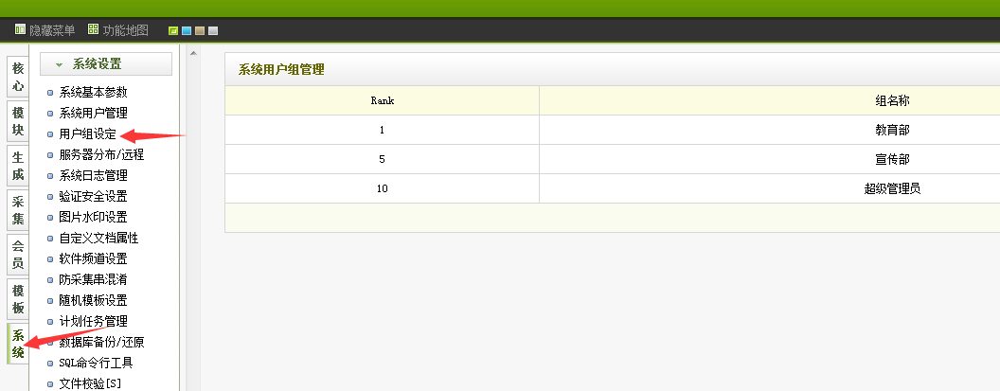 隐藏菜单 功能地图
核心
模块
生成
采集
会员
模板
系统
系统设置
系统基本参数
系统用户管理
用户组设定
服务器分布/远程
系统日志管理
验证安全设置
图片水印设置
自定义文档属性
软件频道设置
防采集串混淆
随机模板设置
计划任务管理
数据库备份/还原
SQL命令行工具
文件校验[S]
系统用户组管理
Rank 组名称
1 教育部
5 宣传部
10 超级管理员